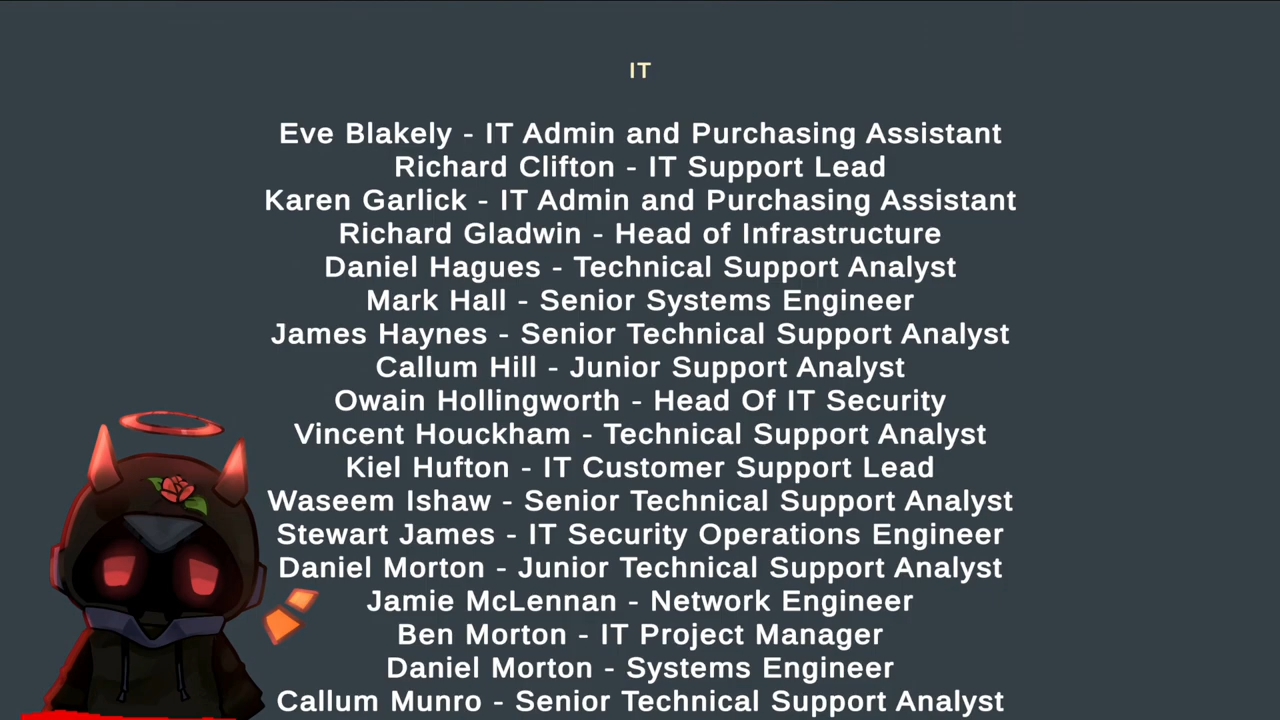 IT
Eve Blakely - IT Admin and Purchasing Assistant
Richard Clifton - IT Support Lead
Karen Garlick - IT Admin and Purchasing Assistant
Richard Gladwin - Head of Infrastructure
Daniel Hagues - Technical Support Analyst
Mark Hall - Senior Systems Engineer
James Haynes - Senior Technical Support Analyst
Callum Hill - Junior Support Analyst
Owain Hollingworth - Head Of IT Security
Vincent Houckham - Technical Support Analyst
Kiel Hufton - IT Customer Support Lead
Waseem Ishaw - Senior Technical Support Analyst
Stewart James - IT Security Operations Engineer
Daniel Morton - Junior Technical Support Analyst
Jamie McLennan - Network Engineer
Ben Morton - IT Project Manager
Daniel Morton - Systems Engineer
Callum Munro - Senior Technical Support Analyst